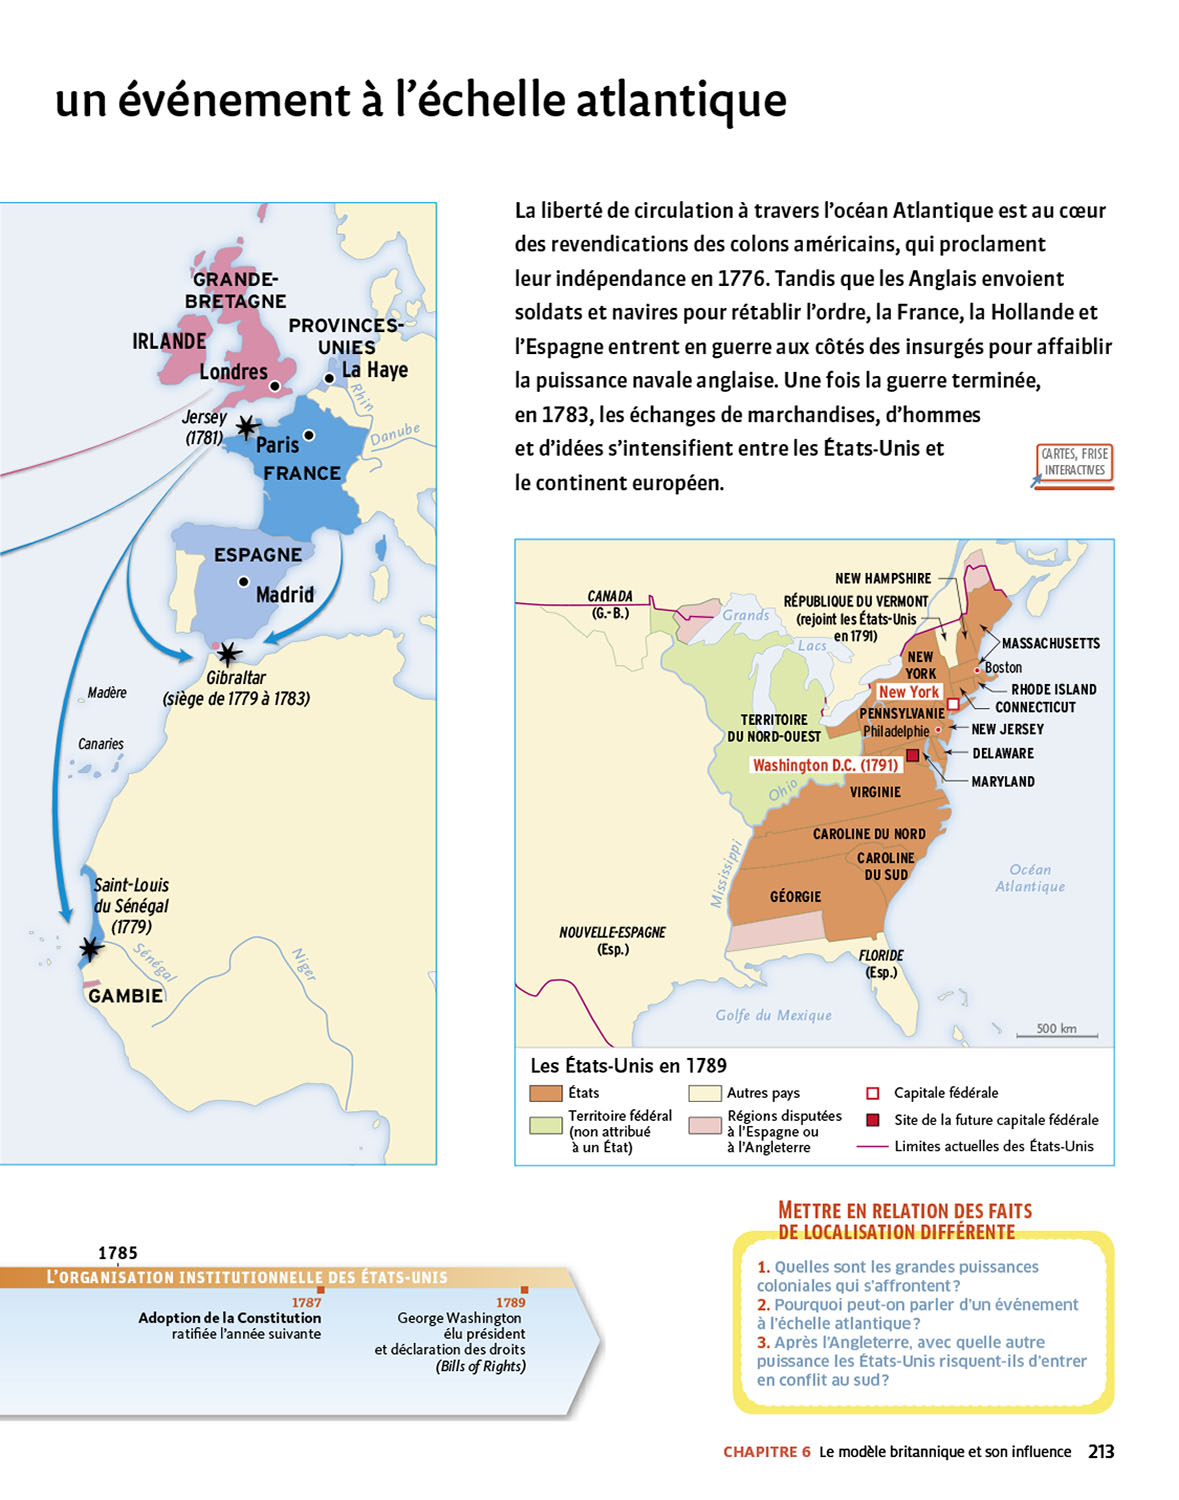 un événement à l'échelle atlantique
GRANDE-
BRETAGNE
IRLANDE
PROVINCES-
UNIES
Londres
La Haye
Rhin
Danube
Jersey
(1781)
Paris
FRANCE
ESPAGNE
Madrid
Gibraltar
(siège de 1779 à 1783)
Madère
Canaries
Saint-Louis
du Sénégal
(1779)
Sénégal
Niger
GAMBIE
La liberté de circulation à travers l'océan Atlantique est au cœur
des revendications des colons américains, qui proclament
leur indépendance en 1776. Tandis que les Anglais envoient
soldats et navires pour rétablir l'ordre, la France, la Hollande et
l'Espagne entrent en guerre aux côtés des insurgés pour affaiblir
la puissance navale anglaise. Une fois la guerre terminée,
en 1783, les échanges de marchandises, d'hommes
et d'idées s'intensifient entre les États-Unis et
le continent européen.
CARTES, FRISE
INTERACTIVES
CANADA
(G.-B.)
Grands
Lacs
NEW HAMPSHIRE
RÉPUBLIQUE DU VERMONT
(rejoint les États-Unis
en 1791)
MASSACHUSETTS
NEW
YORK
Boston
New York
RHODE ISLAND
CONNECTICUT
PENNSYLVANIE
Philadelphie
NEW JERSEY
TERRITOIRE
DU NORD-OUEST
DELAWARE
Washington D.C. (1791)
MARYLAND
Ohio
VIRGINIE
CAROLINE DU NORD
CAROLINE
DU SUD
Mississippi
GÉORGIE
Océan
Atlantique
NOUVELLE-ESPAGNE
(Esp.)
FLORIDE
(Esp.)
Golfe du Mexique
500 km
Les États-Unis en 1789
États
Territoire fédéral
(non attribué
à un État)
Autres pays
Régions disputées
à l'Espagne ou
à l'Angleterre
Capitale fédérale
Site de la future capitale fédérale
Limites actuelles des États-Unis
1785
L'ORGANISATION INSTITUTIONNELLE DES ÉTATS-UNIS
1787
Adoption de la Constitution
ratifiée l'année suivante
1789
George Washington
élu président
et déclaration des droits
(Bills of Rights)
METTRE EN RELATION DES FAITS
DE LOCALISATION DIFFÉRENTE
1. Quelles sont les grandes puissances
coloniales qui s'affrontent ?
2. Pourquoi peut-on parler d'un événement
à l'échelle atlantique ?
3. Après l'Angleterre, avec quelle autre
puissance les États-Unis risquent-ils d'entrer
en conflit au sud ?
CHAPITRE 6 Le modèle britannique et son influence 213